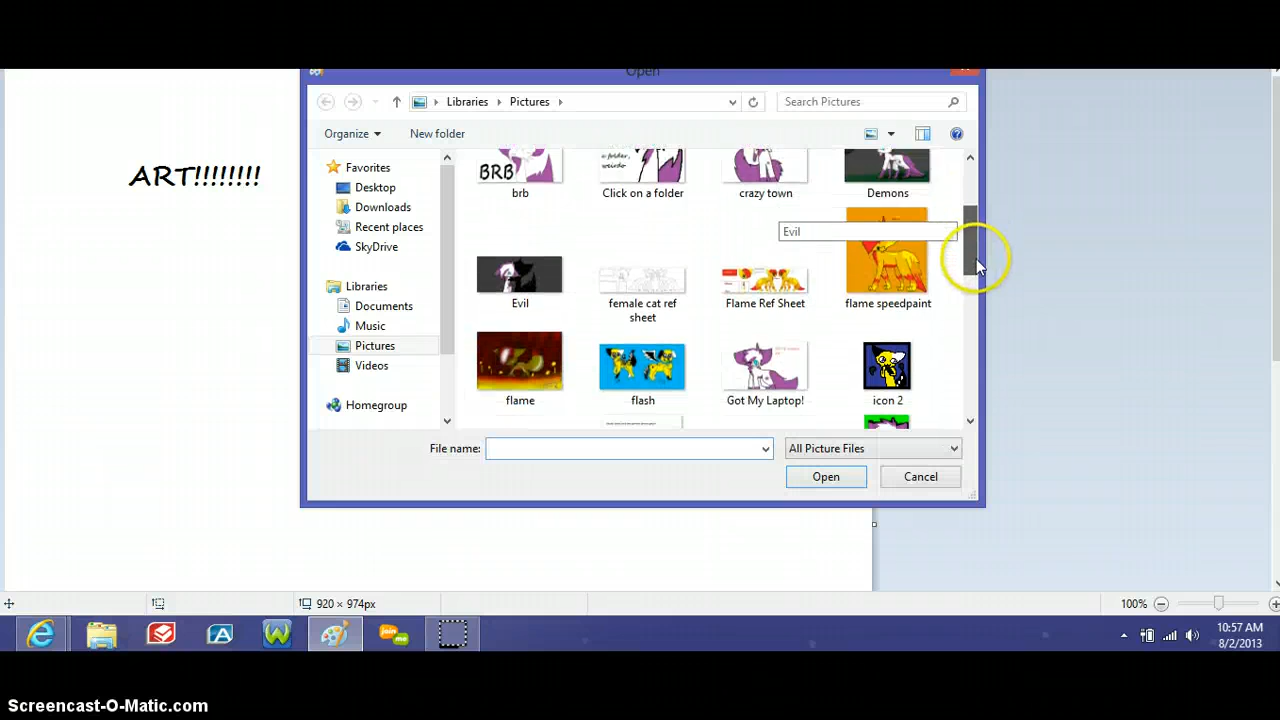 Open
Libraries Pictures
Search Pictures
Organize New folder
ART!!!!!!!!
Favorites
Desktop
Downloads
Recent places
SkyDrive
Libraries
Documents
Music
Pictures
Videos
Homegroup
BRB
a folder,
weirdo
brb Click on a folder crazy town Demons
Evil
Evil female cat ref Flame Ref Sheet flame speedpaint
sheet
flame flash Got My Laptop! icon 2
File name: All Picture Files
Open Cancel
920 × 974px 100%
10:57 AM
8/2/2013
Screencast-O-Matic.com